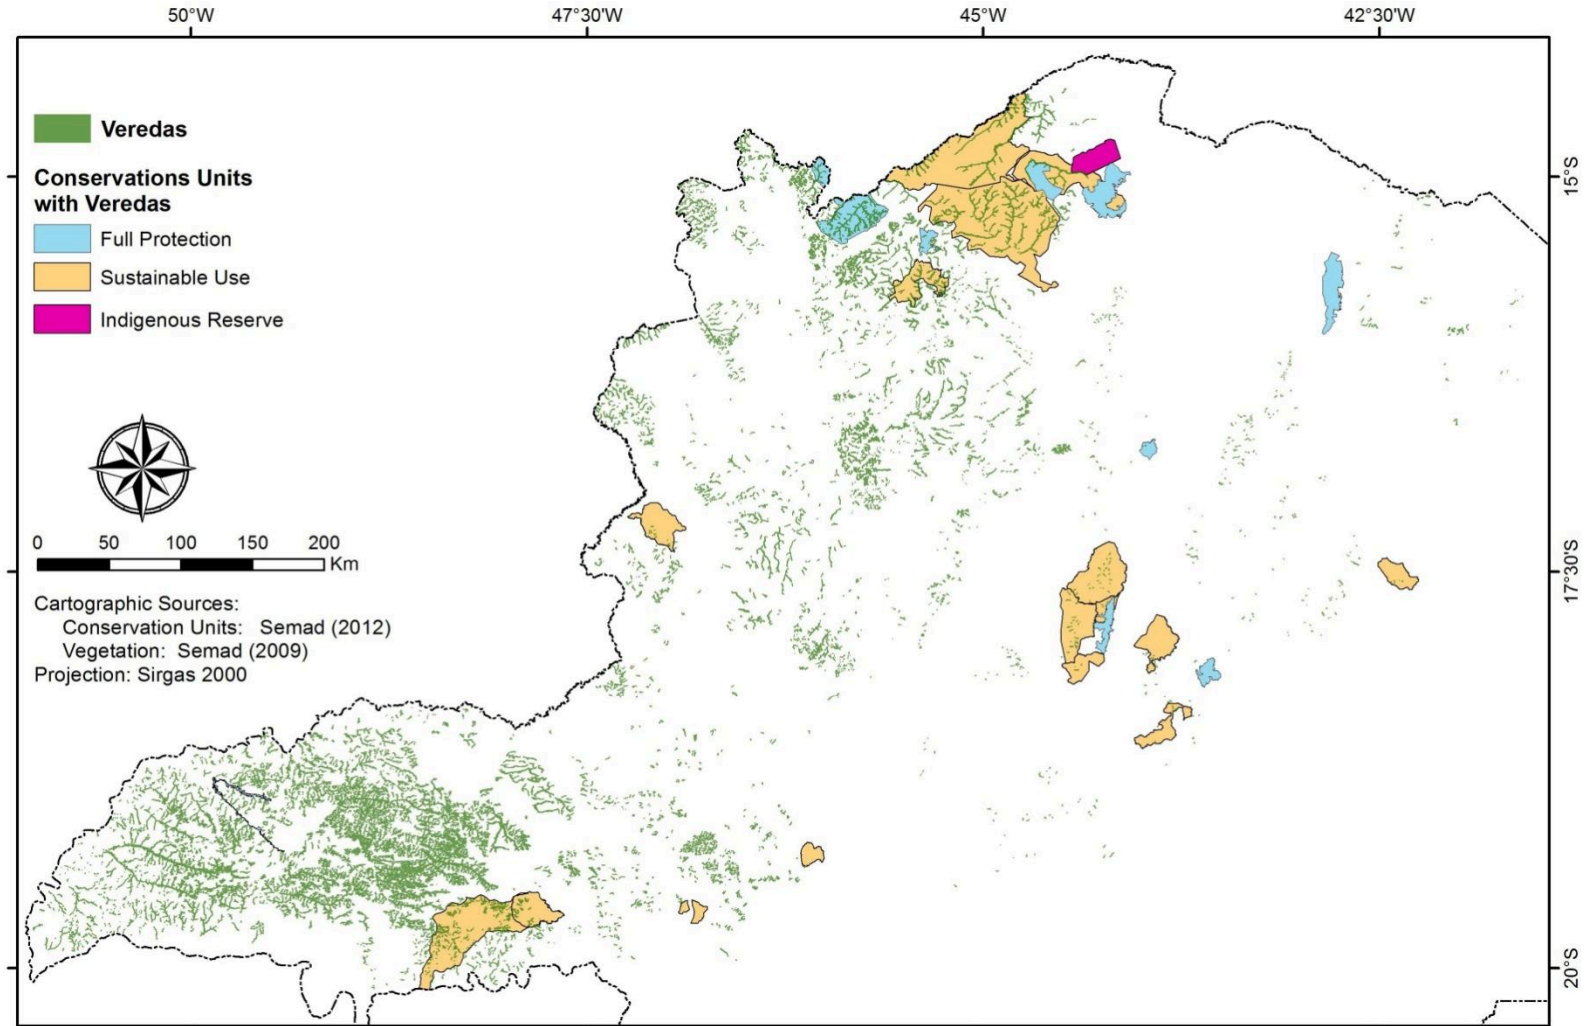 50°W 47°30'W 45°W 42°30'W
Veredas
Conservations Units
with Veredas
Full Protection
Sustainable Use
Indigenous Reserve
0 50 100 150 200
Km
Cartographic Sources:
Conservation Units: Semad (2012)
Vegetation: Semad (2009)
Projection: Sirgas 2000
15°S
17°30'S
20°S